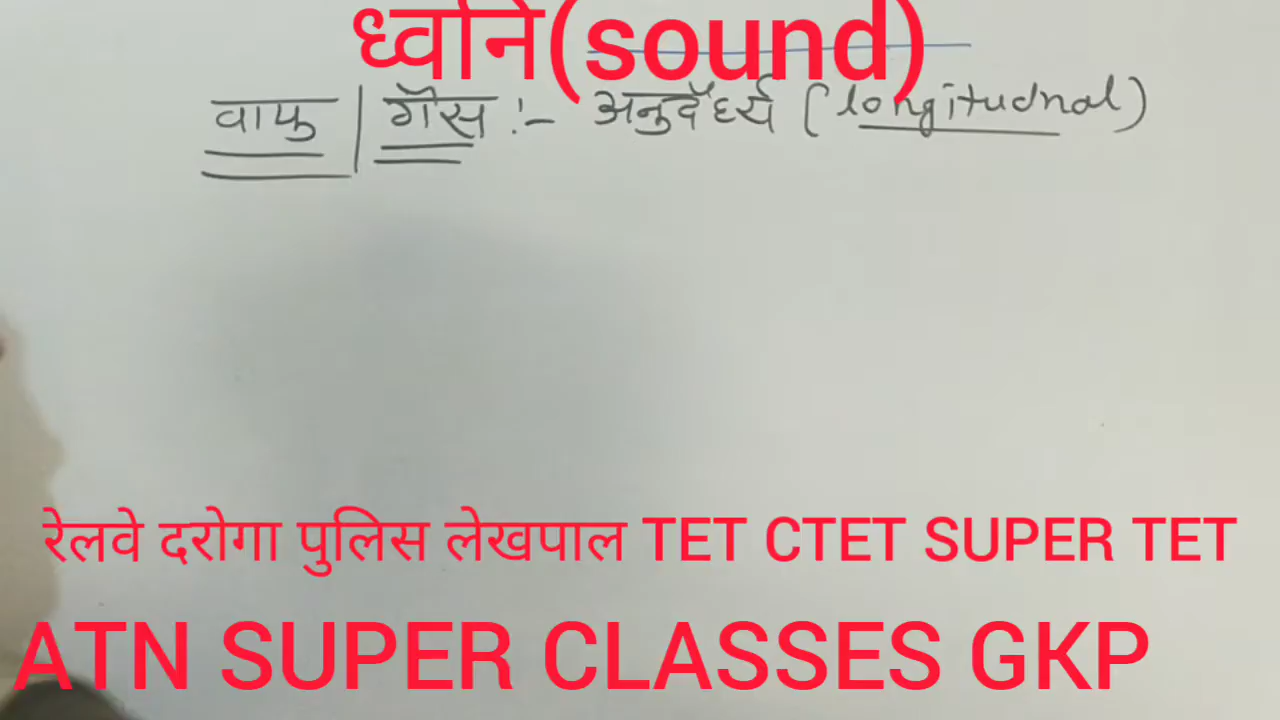 ध्वनि(sound)
वायु | गैस :- अनुदैर्ध्य (longitudnal)
रेलवे दरोगा पुलिस लेखपाल TET CTET SUPER TET
ATN SUPER CLASSES GKP